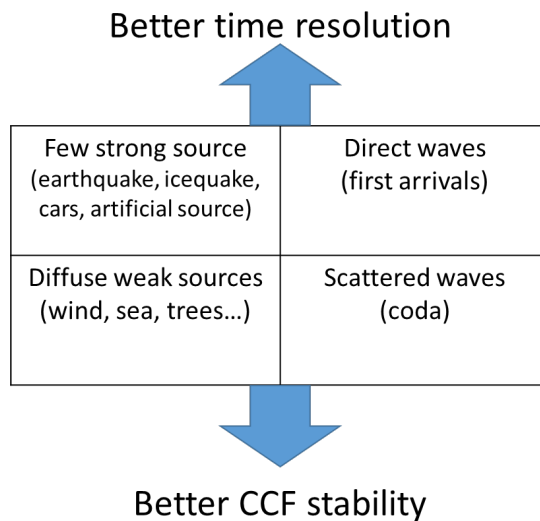 Better time resolution
Few strong source
(earthquake, icequake,
cars, artificial source)
Direct waves
(first arrivals)
Diffuse weak sources
(wind, sea, trees…)
Scattered waves
(coda)
Better CCF stability